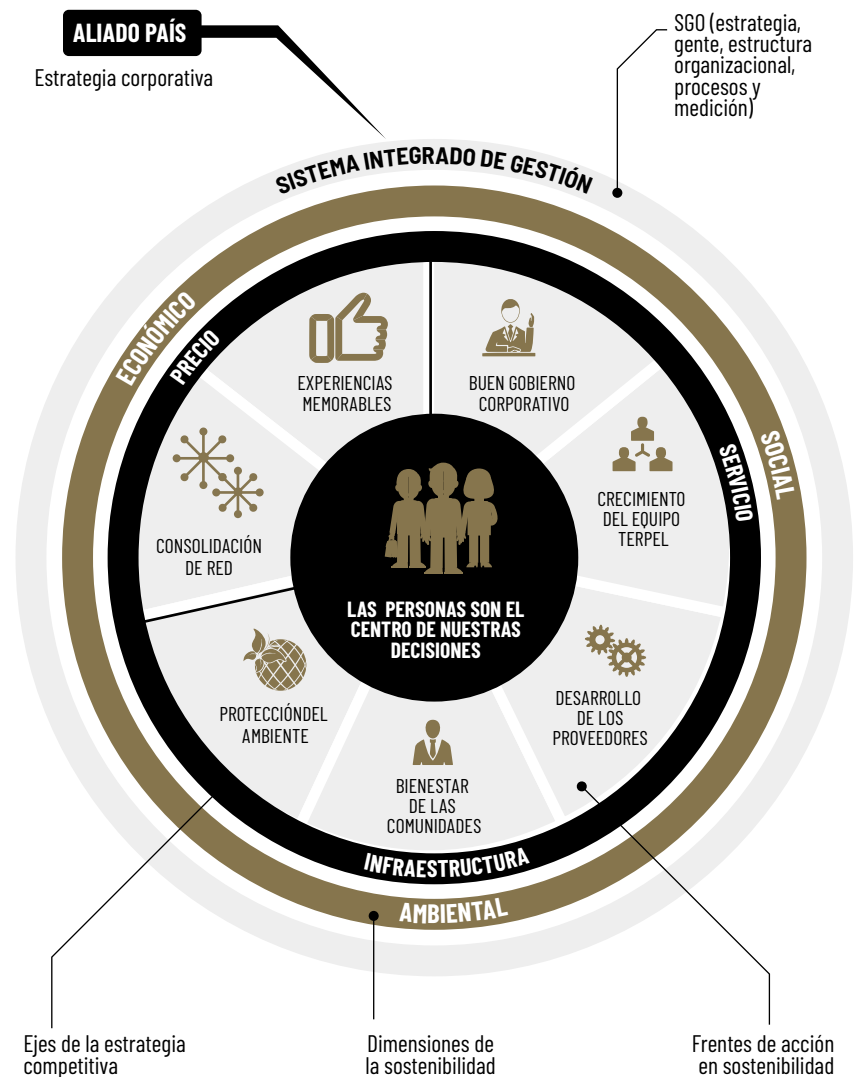 ALIADO PAÍS
Estrategia corporativa
SGO (estrategia,
gente, estructura
organizacional,
procesos y
medición)
SISTEMA INTEGRADO DE GESTIÓN
ECONÓMICO
PRECIO
SOCIAL
SERVICIO
EXPERIENCIAS
MEMORABLES
BUEN GOBIERNO
CORPORATIVO
CONSOLIDACIÓN
DE RED
CRECIMIENTO
DEL EQUIPO
TERPEL
LAS PERSONAS SON EL
CENTRO DE NUESTRAS
DECISIONES
PROTECCIÓNDEL
AMBIENTE
DESARROLLO
DE LOS
PROVEEDORES
BIENESTAR
DE LAS
COMUNIDADES
INFRAESTRUCTURA
AMBIENTAL
Ejes de la estrategia
competitiva
Dimensiones de
la sostenibilidad
Frentes de acción
en sostenibilidad